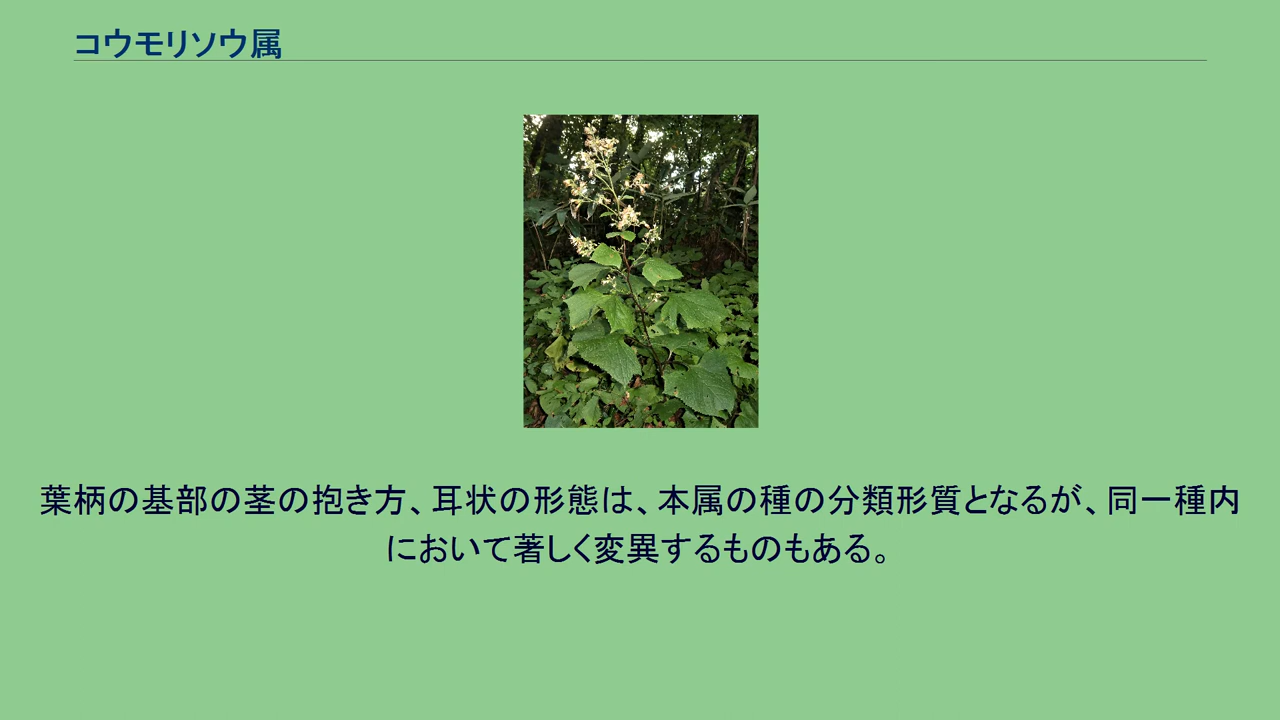 コウモリソウ属
葉柄の基部の茎の抱き方、耳状の形態は、本属の種の分類形質となるが、同一種内
において著しく変異するものもある。